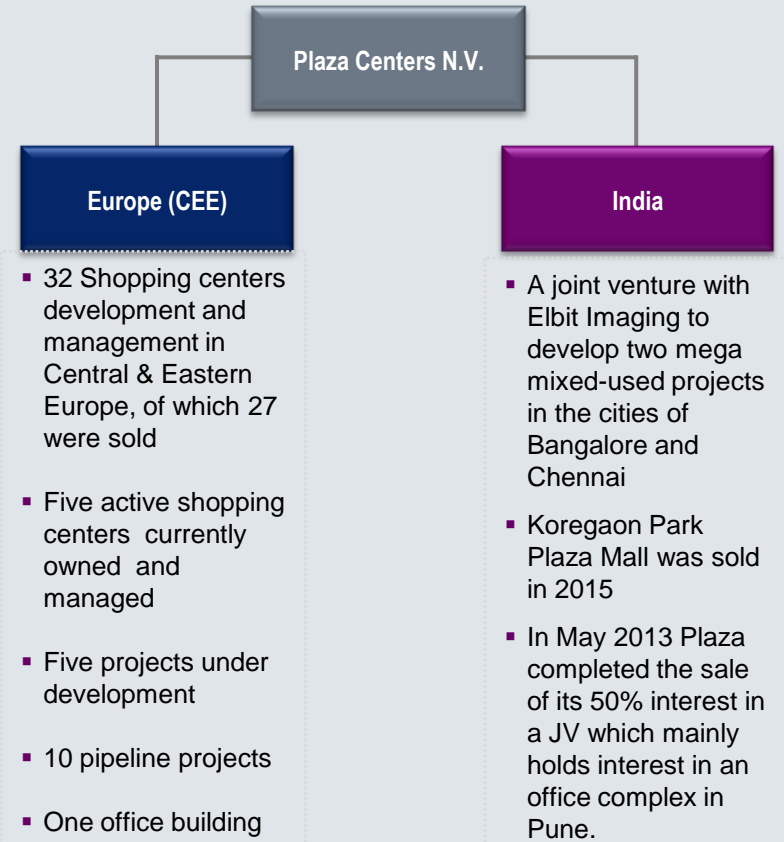 Plaza Centers N.V.
Europe (CEE)
▪ 32 Shopping centers
development and
management in
Central & Eastern
Europe, of which 27
were sold
▪ Five active shopping
centers currently
owned and
managed
▪ Five projects under
development
▪ 10 pipeline projects
▪ One office building
India
▪ A joint venture with
Elbit Imaging to
develop two mega
mixed-used projects
in the cities of
Bangalore and
Chennai
▪ Koregaon Park
Plaza Mall was sold
in 2015
▪ In May 2013 Plaza
completed the sale
of its 50% interest in
a JV which mainly
holds interest in an
office complex in
Pune.